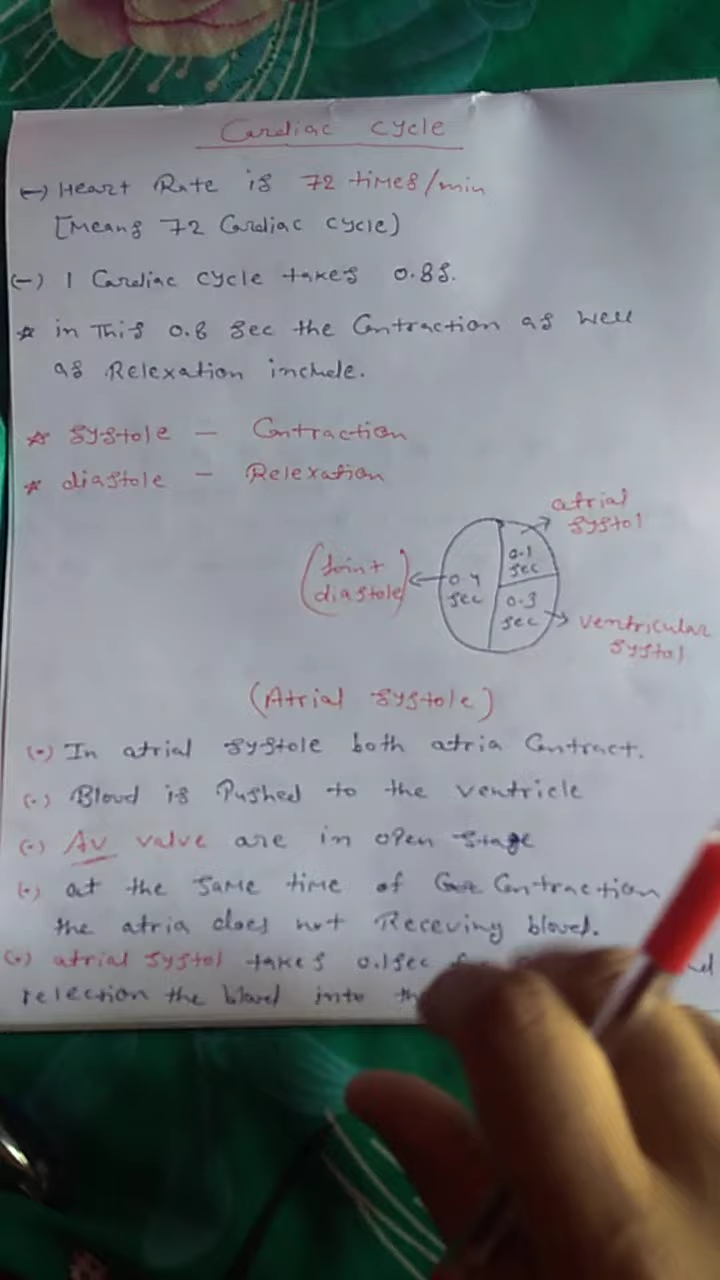 Cardiac cycle
Heart Rate is 72 times/min
[Means 72 Cardiac cycle)
(-) 1 Cardiac cycle takes 0.8s.
* in This 0.8 sec the Contraction as well
as Relexation include.
* systole - Contraction
* diastole - Relexation
atrial
systol
0.1
sec
(Joint
diastole)
0.4
sec
0.3
sec
ventricular
systol
(Atrial systole)
(•) In atrial systole both atria Contract.
(•) Blood is Pushed to the ventricle
(•) AV valve are in open stage
(•) at the same time of Contraction
the atria does not Receving blood.
(•) atrial systol takes 0.1sec
the blood into